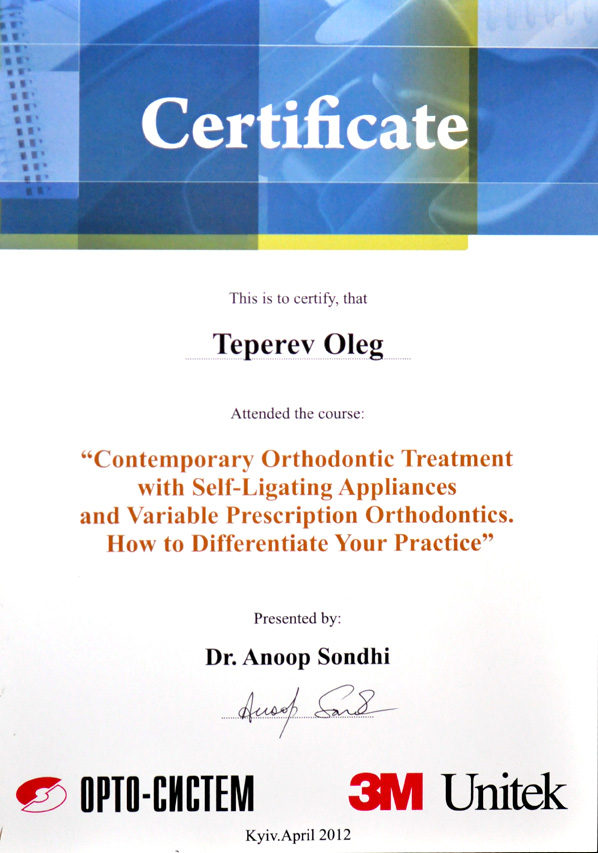 Certificate
This is to certify, that
Teperev Oleg
Attended the course:
“Contemporary Orthodontic Treatment
with Self-Ligating Appliances
and Variable Prescription Orthodontics.
How to Differentiate Your Practice”
Presented by:
Dr. Anoop Sondhi
ОРТО-СИСТЕМ
3M Unitek
Kyiv.April 2012